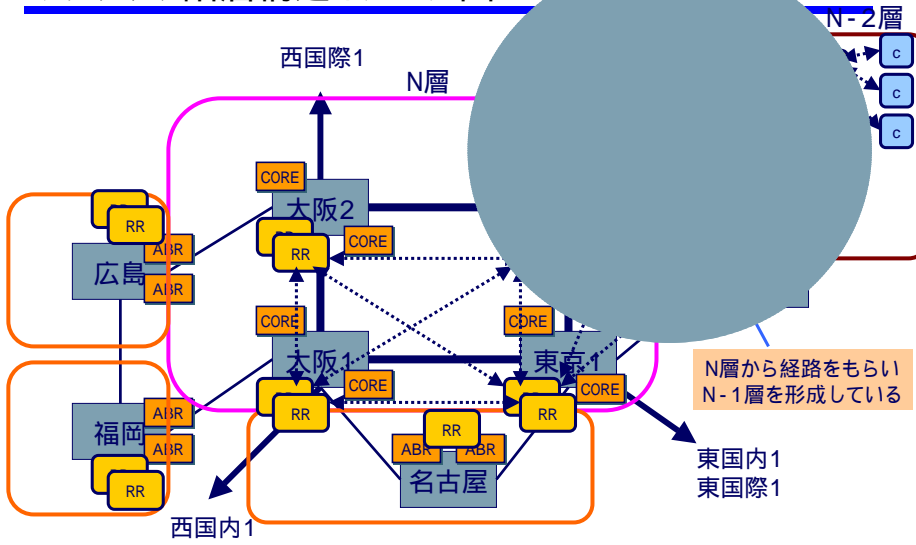 N-2層
c
c
c
西国際1
N層
CORE
大阪2
RR
CORE
RR
ABR
広島
ABR
CORE
大阪1
CORE
RR
CORE
東京1
CORE
RR
N層から経路をもらい
N-1層を形成している
ABR
福岡
ABR
RR
RR
ABR
ABR
名古屋
東国内1
東国際1
西国内1